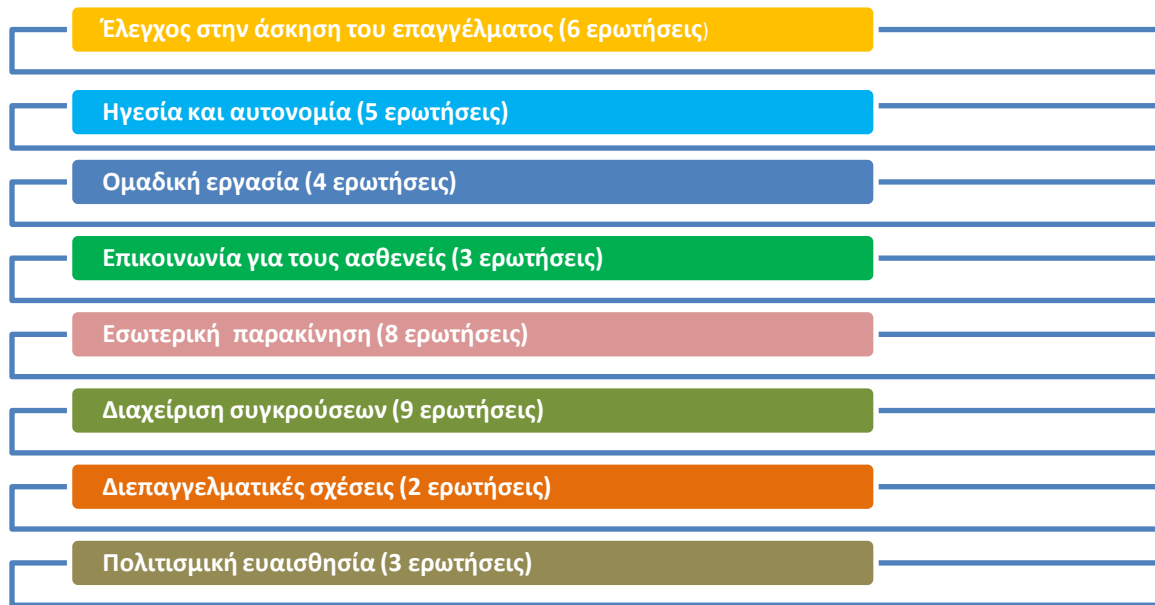 Έλεγχος στην άσκηση του επαγγέλματος (6 ερωτήσεις)
Ηγεσία και αυτονομία (5 ερωτήσεις)
Ομαδική εργασία (4 ερωτήσεις)
Επικοινωνία για τους ασθενείς (3 ερωτήσεις)
Εσωτερική παρακίνηση (8 ερωτήσεις)
Διαχείριση συγκρούσεων (9 ερωτήσεις)
Διεπαγγελματικές σχέσεις (2 ερωτήσεις)
Πολιτισμική ευαισθησία (3 ερωτήσεις)